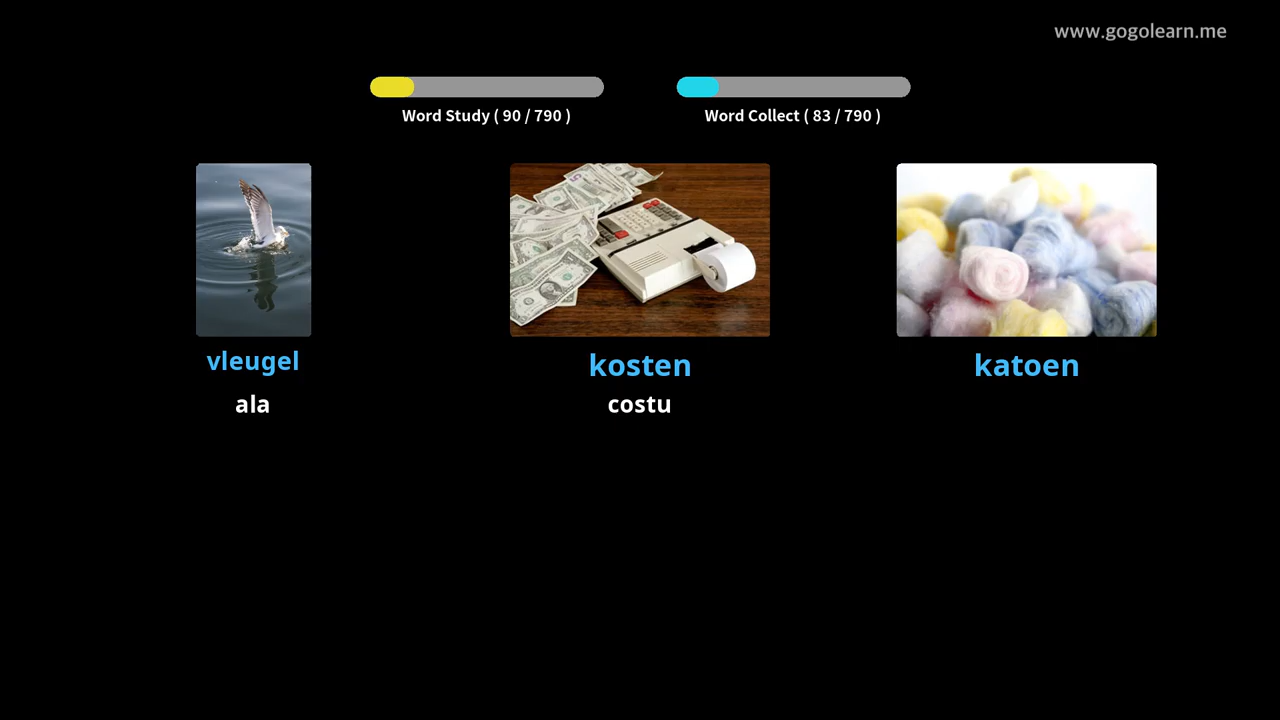 www.gogolearn.me
Word Study ( 90 / 790 )
Word Collect ( 83 / 790 )
vleugel
kosten
katoen
ala
costu